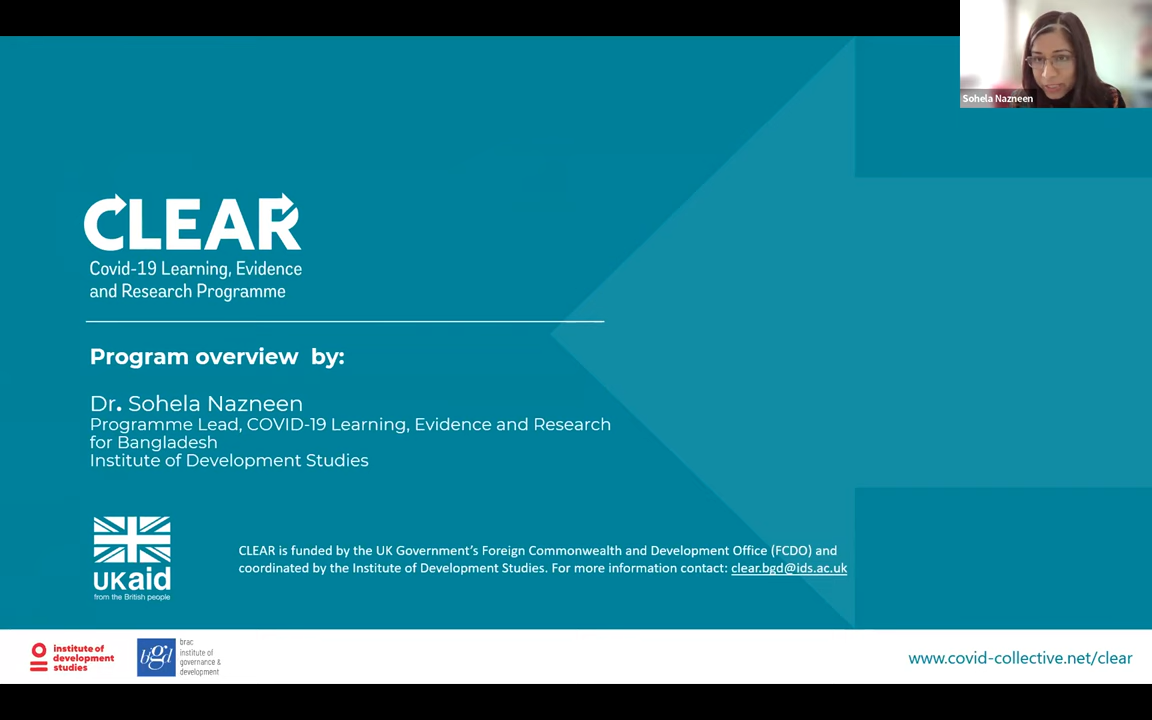 Sohela Nazneen
CLEAR
Covid-19 Learning, Evidence
and Research Programme
Program overview by:
Dr. Sohela Nazneen
Programme Lead, COVID-19 Learning, Evidence and Research
for Bangladesh
Institute of Development Studies
UKaid
from the British people
CLEAR is funded by the UK Government's Foreign Commonwealth and Development Office (FCDO) and
coordinated by the Institute of Development Studies. For more information contact: clear.bgd@ids.ac.uk
institute of
development
studies
bgd
brac
institute of
governance &
development
www.covid-collective.net/clear